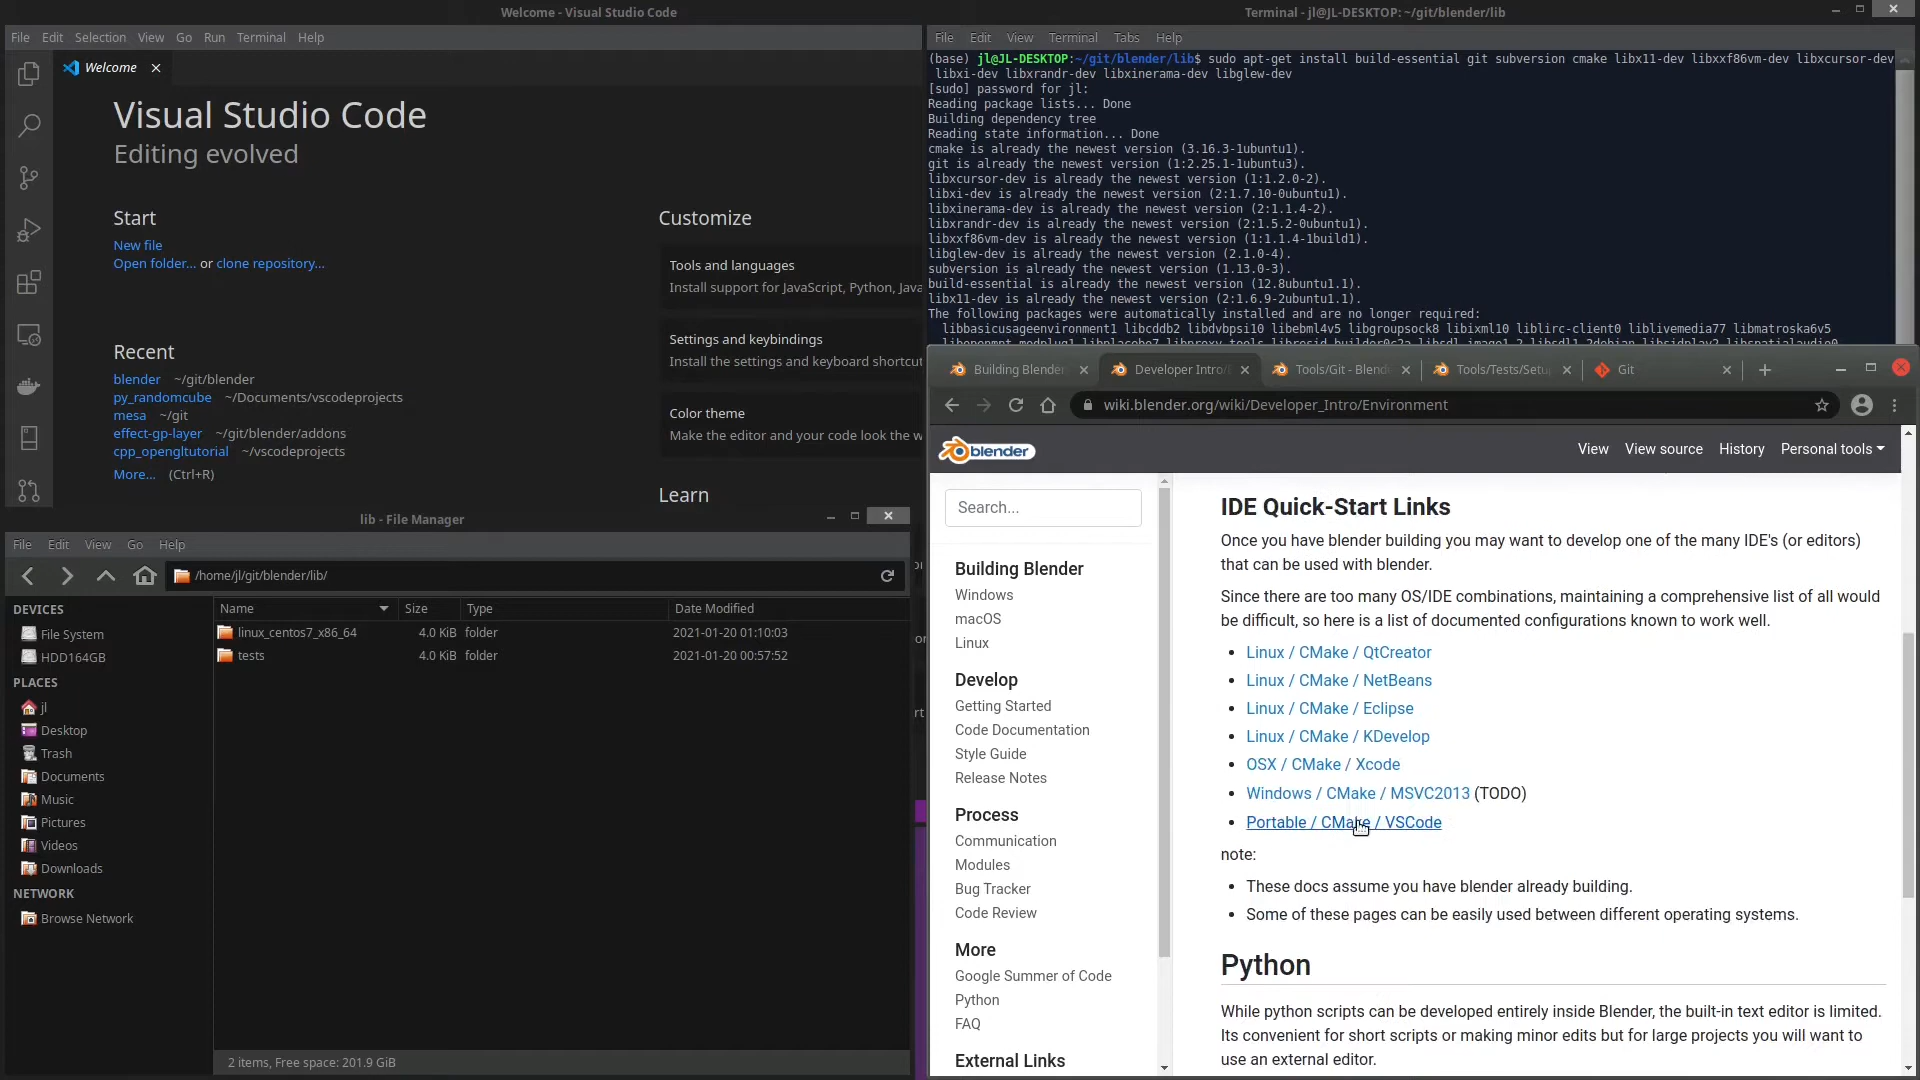 Welcome - Visual Studio Code
File Edit Selection View Go Run Terminal Help
Welcome
Visual Studio Code
Editing evolved
Start
New file
Open folder... or clone repository...
Recent
blender ~/git/blender
py_randomcube ~/Documents/vscodeprojects
mesa ~/git
effect-gp-layer ~/git/blender/addons
cpp_opengltutorial ~/vscodeprojects
More... (Ctrl+R)
Customize
Tools and languages
Install support for JavaScript, Python, Java
Settings and keybindings
Install the settings and keyboard shortcut
Color theme
Make the editor and your code look the w
Learn
Terminal - jl@JL-DESKTOP: ~/git/blender/lib
File Edit View Terminal Tabs Help
(base) jl@JL-DESKTOP:~/git/blender/lib$ sudo apt-get install build-essential git subversion cmake libx11-dev libxxf86vm-dev libxcursor-dev
libxi-dev libxrandr-dev libxinerama-dev libglew-dev
[sudo] password for jl:
Reading package lists... Done
Building dependency tree
Reading state information... Done
cmake is already the newest version (3.16.3-1ubuntu1).
git is already the newest version (1:2.25.1-1ubuntu3).
libxcursor-dev is already the newest version (1:1.2.0-2).
libxi-dev is already the newest version (2:1.7.10-0ubuntu1).
libxinerama-dev is already the newest version (2:1.1.4-2).
libxrandr-dev is already the newest version (2:1.5.2-0ubuntu1).
libxxf86vm-dev is already the newest version (1:1.1.4-1build1).
libglew-dev is already the newest version (2.1.0-4).
subversion is already the newest version (1.13.0-3).
build-essential is already the newest version (12.8ubuntu1.1).
libx11-dev is already the newest version (2:1.6.9-2ubuntu1.1).
The following packages were automatically installed and are no longer required:
libbasicusageenvironment1 libcddb2 libdvbpsi10 libebml4v5 libgroupsock8 libixml10 liblirc-client0 liblivemedia77 libmatroska6v5
lib - File Manager
File Edit View Go Help
/home/jl/git/blender/lib/
DEVICES
File System
HDD164GB
PLACES
jl
Desktop
Trash
Documents
Music
Pictures
Videos
Downloads
NETWORK
Browse Network
Name Size Type Date Modified
linux_centos7_x86_64 4.0 KiB folder 2021-01-20 01:10:03
tests 4.0 KiB folder 2021-01-20 00:57:52
2 items, Free space: 201.9 GiB
Building Blender Developer Intro/ Tools/Git - Blend Tools/Tests/Setu Git
wiki.blender.org/wiki/Developer_Intro/Environment
blender
View View source History Personal tools
Search...
Building Blender
Windows
macOS
Linux
Develop
Getting Started
Code Documentation
Style Guide
Release Notes
Process
Communication
Modules
Bug Tracker
Code Review
More
Google Summer of Code
Python
FAQ
External Links
IDE Quick-Start Links
Once you have blender building you may want to develop one of the many IDE's (or editors)
that can be used with blender.
Since there are too many OS/IDE combinations, maintaining a comprehensive list of all would
be difficult, so here is a list of documented configurations known to work well.
Linux / CMake / QtCreator
Linux / CMake / NetBeans
Linux / CMake / Eclipse
Linux / CMake / KDevelop
OSX / CMake / Xcode
Windows / CMake / MSVC2013 (TODO)
Portable / CMake / VSCode
note:
These docs assume you have blender already building.
Some of these pages can be easily used between different operating systems.
Python
While python scripts can be developed entirely inside Blender, the built-in text editor is limited.
Its convenient for short scripts or making minor edits but for large projects you will want to
use an external editor.